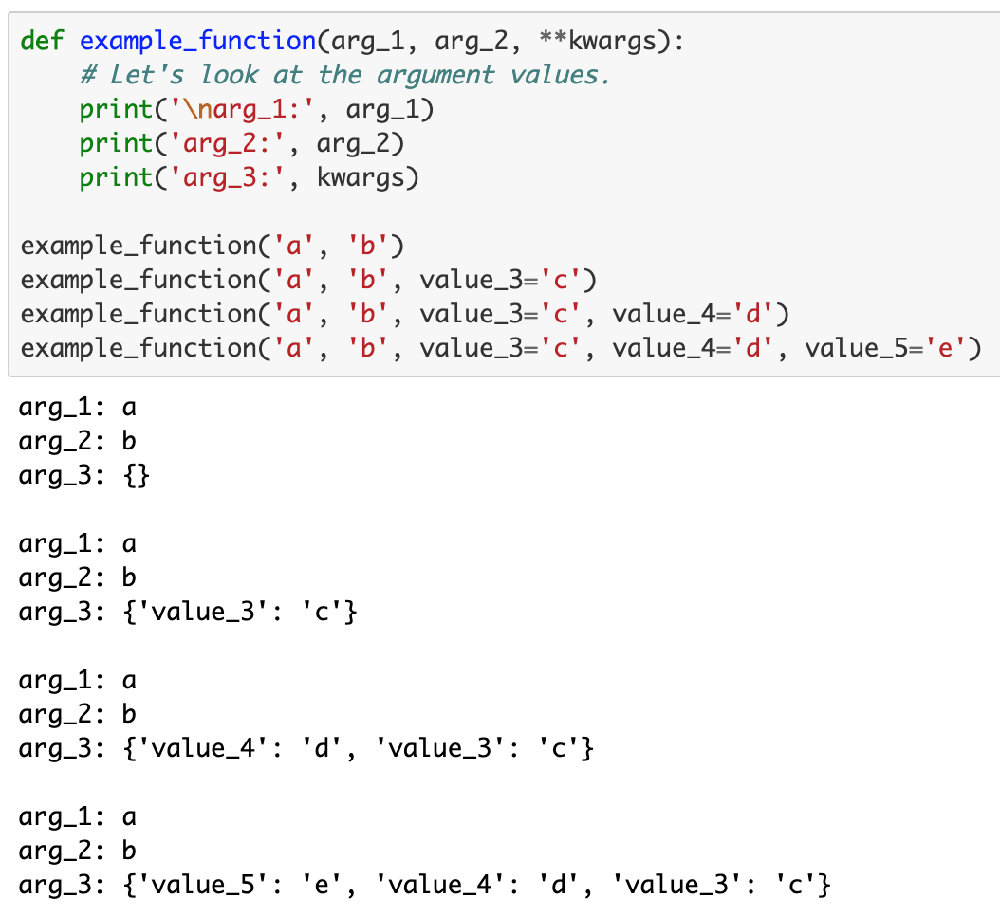 def example_function(arg_1, arg_2, **kwargs):
    # Let's look at the argument values.
    print('\narg_1:', arg_1)
    print('arg_2:', arg_2)
    print('arg_3:', kwargs)

example_function('a', 'b')
example_function('a', 'b', value_3='c')
example_function('a', 'b', value_3='c', value_4='d')
example_function('a', 'b', value_3='c', value_4='d', value_5='e')
arg_1: a
arg_2: b
arg_3: {}

arg_1: a
arg_2: b
arg_3: {'value_3': 'c'}

arg_1: a
arg_2: b
arg_3: {'value_4': 'd', 'value_3': 'c'}

arg_1: a
arg_2: b
arg_3: {'value_5': 'e', 'value_4': 'd', 'value_3': 'c'}